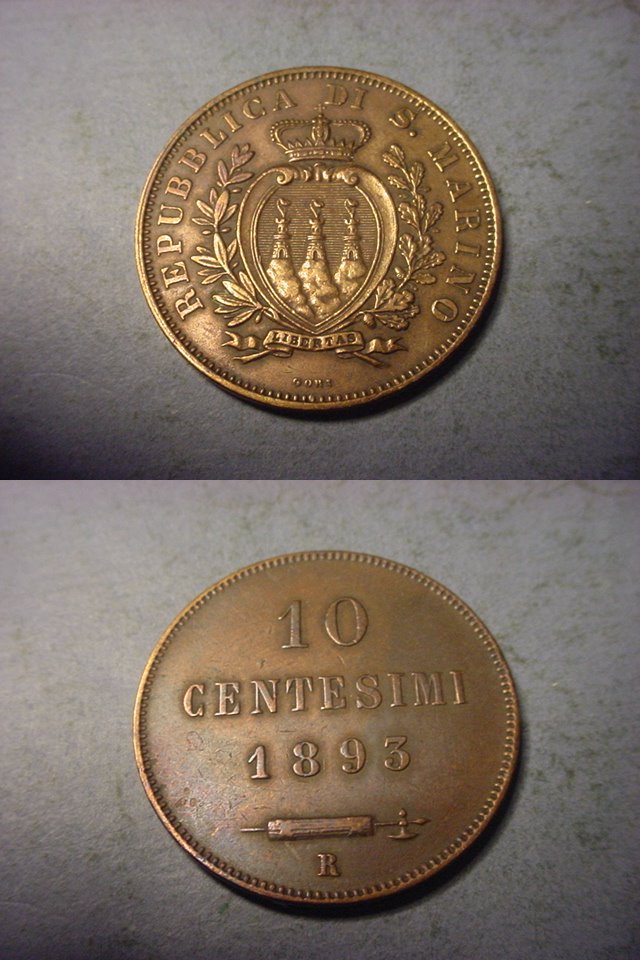 REPUBBLICA DI S. MARINO
LIBERTAS
10
CENTESIMI
1893
R